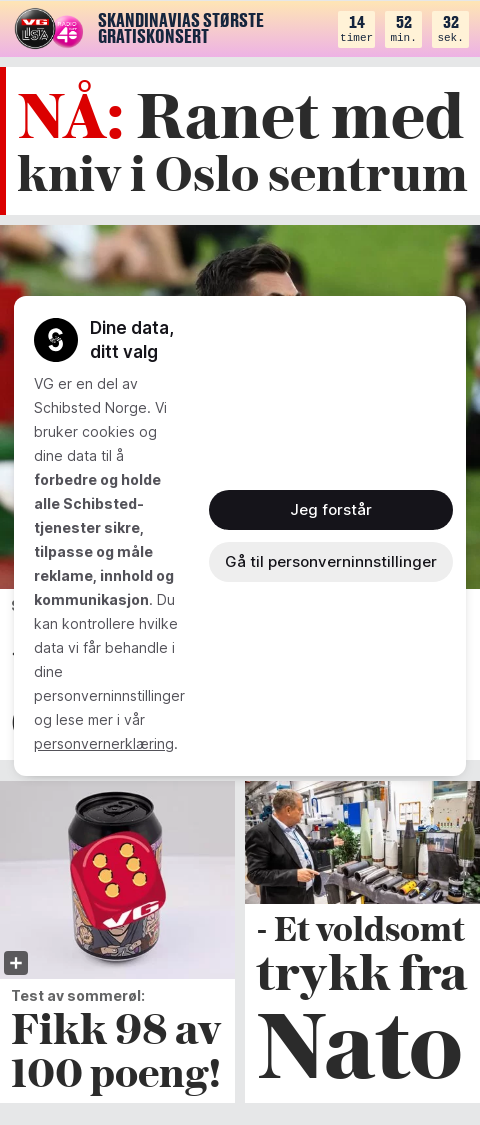 VG
LISTA
RADIO
40
SKANDINAVIAS STØRSTE
GRATISKONSERT
14
timer
52
min.
32
sek.
NÅ: Ranet med
kniv i Oslo sentrum
Dine data,
ditt valg
VG er en del av
Schibsted Norge. Vi
bruker cookies og
dine data til å
forbedre og holde
alle Schibsted-
tjenester sikre,
tilpasse og måle
reklame, innhold og
kommunikasjon. Du
kan kontrollere hvilke
data vi får behandle i
dine
personverninnstillinger
og lese mer i vår
personvernerklæring.
Jeg forstår
Gå til personverninnstillinger
VG
Test av sommerøl:
Fikk 98 av
100 poeng!
- Et voldsomt
trykk fra
Nato